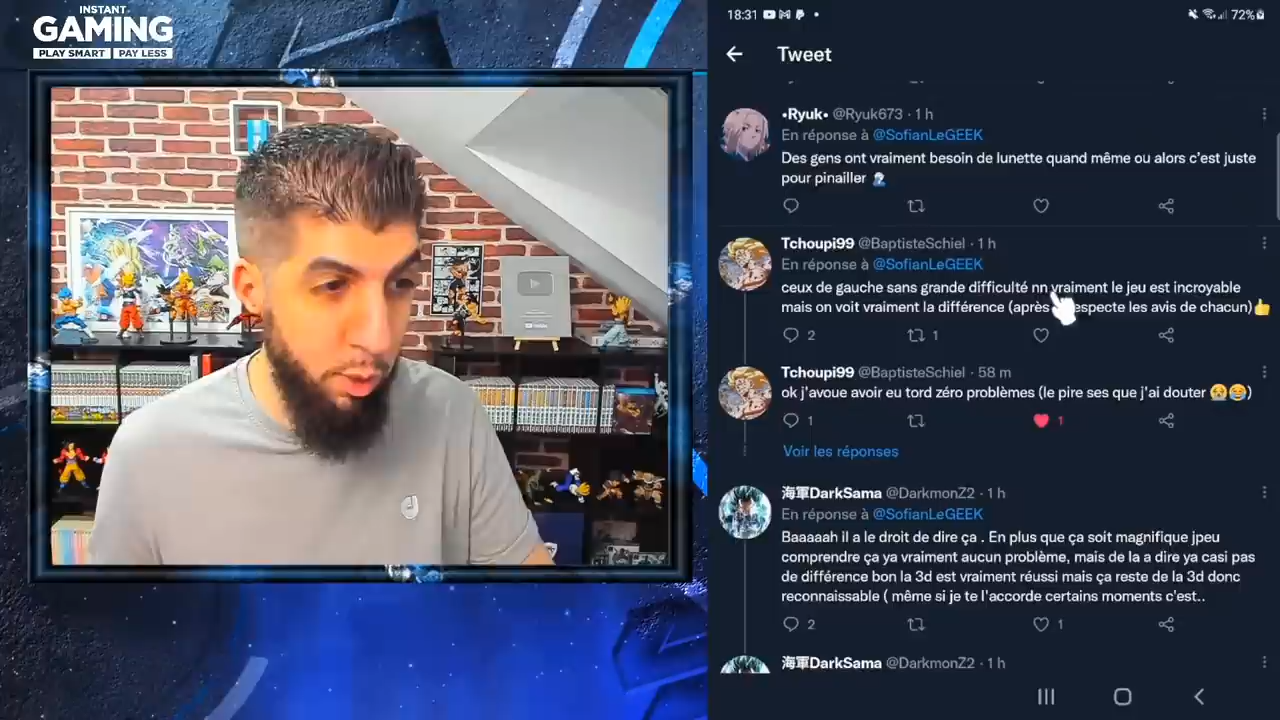 INSTANT
GAMING
PLAY SMART | PAY LESS
18:31
72%
Tweet
•Ryuk• @Ryuk673 · 1 h
En réponse à @SofianLeGEEK
Des gens ont vraiment besoin de lunette quand même ou alors c'est juste
pour pinailler
Tchoupi99 @BaptisteSchiel · 1 h
En réponse à @SofianLeGEEK
ceux de gauche sans grande difficulté nn vraiment le jeu est incroyable
mais on voit vraiment la différence (après especte les avis de chacun)👍
2
1
Tchoupi99 @BaptisteSchiel · 58 m
ok j'avoue avoir eu tord zéro problèmes (le pire ses que j'ai douter 😭😂)
1
1
Voir les réponses
海軍DarkSama @DarkmonZ2 · 1 h
En réponse à @SofianLeGEEK
Baaaaah il a le droit de dire ça . En plus que ça soit magnifique jpeu
comprendre ça ya vraiment aucun problème, mais de la a dire ya casi pas
de différence bon la 3d est vraiment réussi mais ça reste de la 3d donc
reconnaissable ( même si je te l'accorde certains moments c'est..
2
1
海軍DarkSama @DarkmonZ2 · 1 h